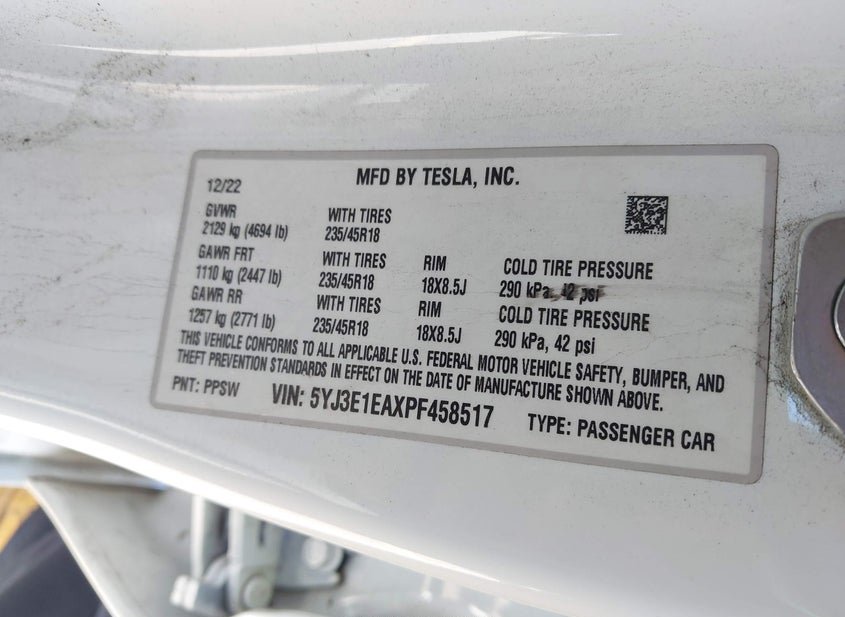 MFD BY TESLA, INC.
12/22
GVWR WITH TIRES
2129 kg (4694 lb) 235/45R18
GAWR FRT WITH TIRES RIM COLD TIRE PRESSURE
1110 kg (2447 lb) 235/45R18 18X8.5J 290 kPa, 42 psi
GAWR RR WITH TIRES RIM COLD TIRE PRESSURE
1257 kg (2771 lb) 235/45R18 18X8.5J 290 kPa, 42 psi
THIS VEHICLE CONFORMS TO ALL APPLICABLE U.S. FEDERAL MOTOR VEHICLE SAFETY, BUMPER, AND
THEFT PREVENTION STANDARDS IN EFFECT ON THE DATE OF MANUFACTURE SHOWN ABOVE.
PNT: PPSW VIN: 5YJ3E1EAXPF458517 TYPE: PASSENGER CAR